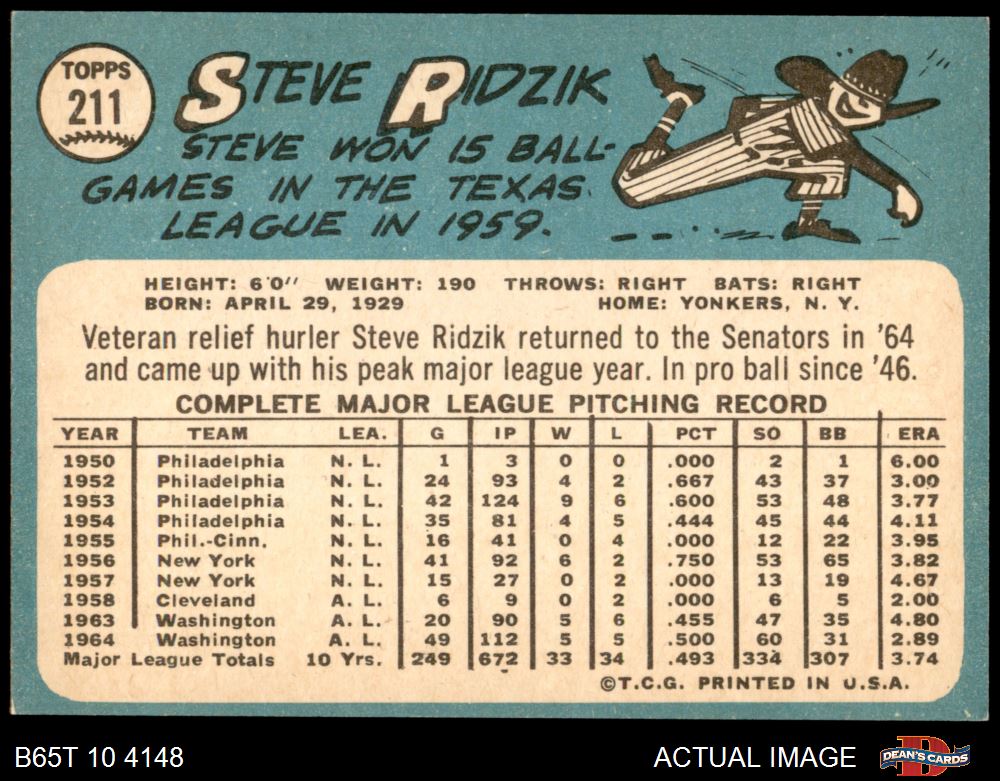 TOPPS
211
STEVE RIDZIK
STEVE WON 15 BALL-
GAMES IN THE TEXAS
LEAGUE IN 1959.
HEIGHT: 6'0" WEIGHT: 190 THROWS: RIGHT BATS: RIGHT
BORN: APRIL 29, 1929 HOME: YONKERS, N. Y.
Veteran relief hurler Steve Ridzik returned to the Senators in '64
and came up with his peak major league year. In pro ball since '46.
COMPLETE MAJOR LEAGUE PITCHING RECORD
YEAR TEAM LEA. G IP W L PCT SO BB ERA
1950 Philadelphia N. L. 1 3 0 0 .000 2 1 6.00
1952 Philadelphia N. L. 24 93 4 2 .667 43 37 3.00
1953 Philadelphia N. L. 42 124 9 6 .600 53 48 3.77
1954 Philadelphia N. L. 35 81 4 5 .444 45 44 4.11
1955 Phil.-Cinn. N. L. 16 41 0 4 .000 12 22 3.95
1956 New York N. L. 41 92 6 2 .750 53 65 3.82
1957 New York N. L. 15 27 0 2 .000 13 19 4.67
1958 Cleveland A. L. 6 9 0 2 .000 6 5 2.00
1963 Washington A. L. 20 90 5 6 .455 47 35 4.80
1964 Washington A. L. 49 112 5 5 .500 60 31 2.89
Major League Totals 10 Yrs. 249 672 33 34 .493 334 307 3.74
©T.C.G. PRINTED IN U.S.A.
B65T 10 4148 ACTUAL IMAGE D DEAN'S CARDS